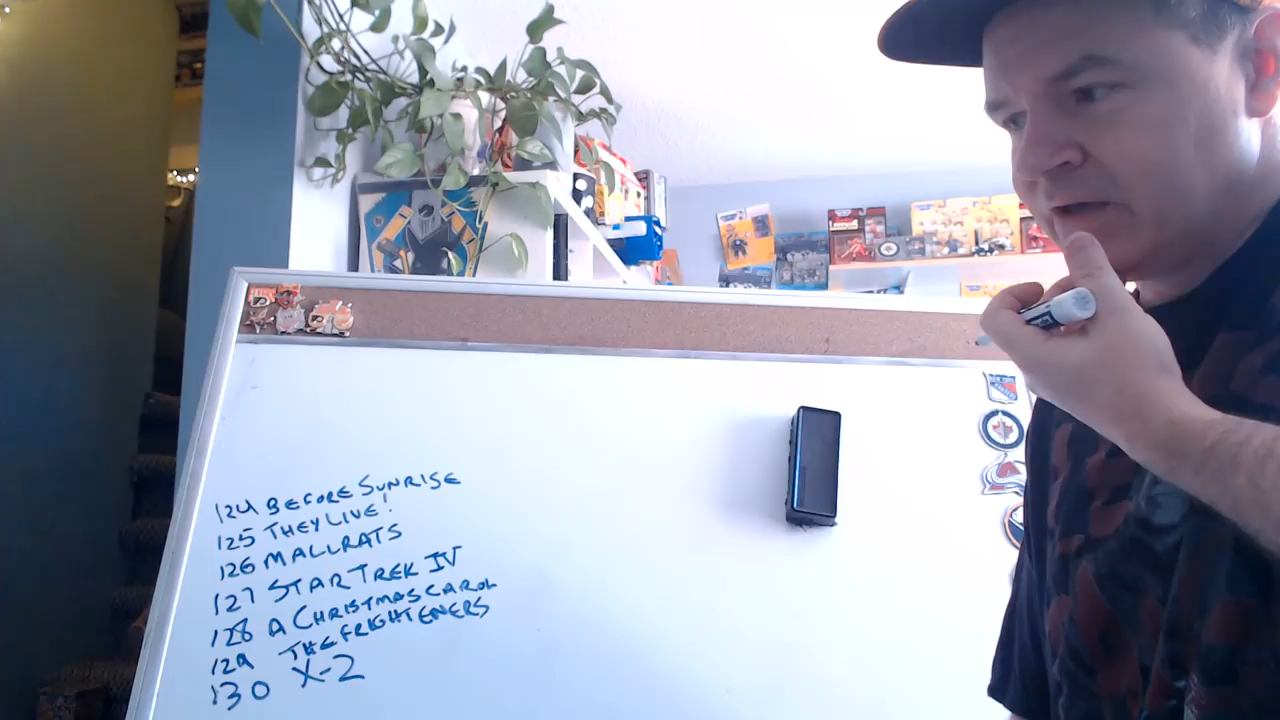 124 BEFORE SUNRISE
125 THEY LIVE!
126 MALLRATS
127 STAR TREK IV
128 A CHRISTMAS CAROL
129 THE FRIGHTENERS
130 X-2